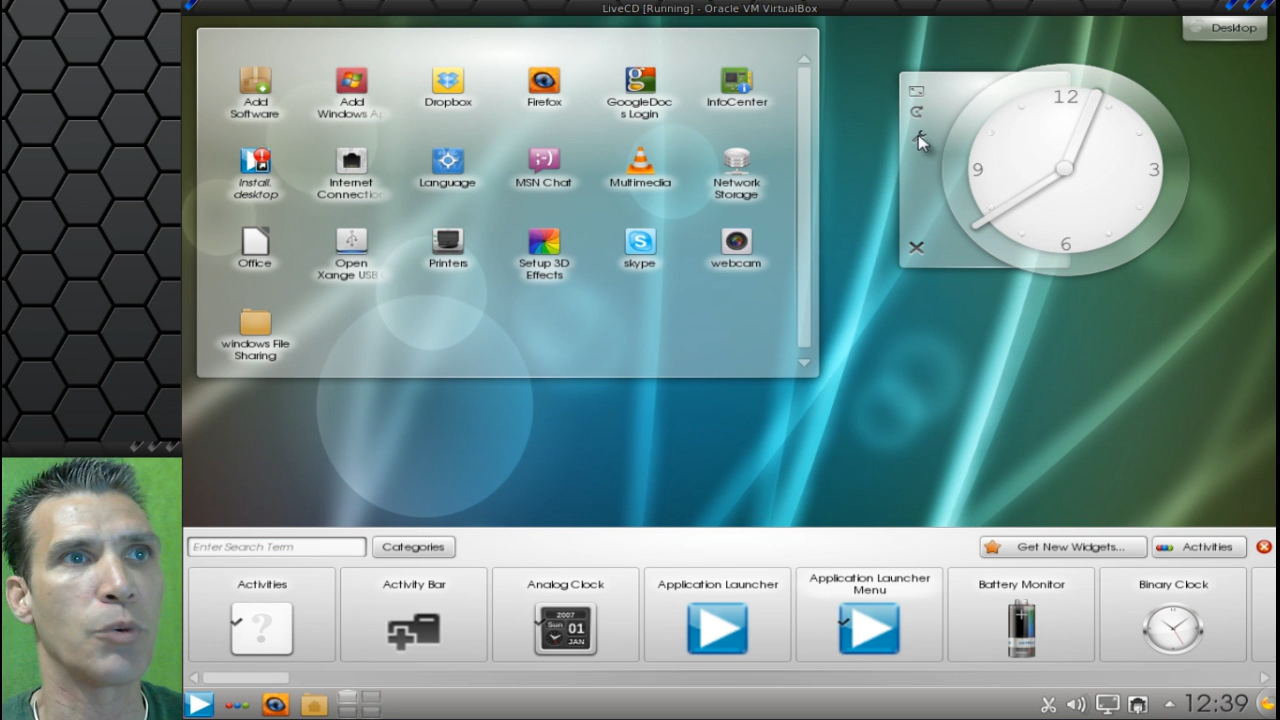 LiveCD [Running] - Oracle VM VirtualBox
Desktop
Add
Software
Add
Windows Ap
Dropbox
Firefox
GoogleDoc
s Login
InfoCenter
Install.
desktop
Internet
Connection
Language
MSN Chat
Multimedia
Network
Storage
Office
Open
Xange USB
Printers
Setup 3D
Effects
skype
webcam
windows File
Sharing
12
9
3
6
Enter Search Term
Categories
Get New Widgets...
Activities
Activities
Activity Bar
Analog Clock
Application Launcher
Application Launcher
Menu
Battery Monitor
Binary Clock
?
2007
Sun
01
JAN
12:39